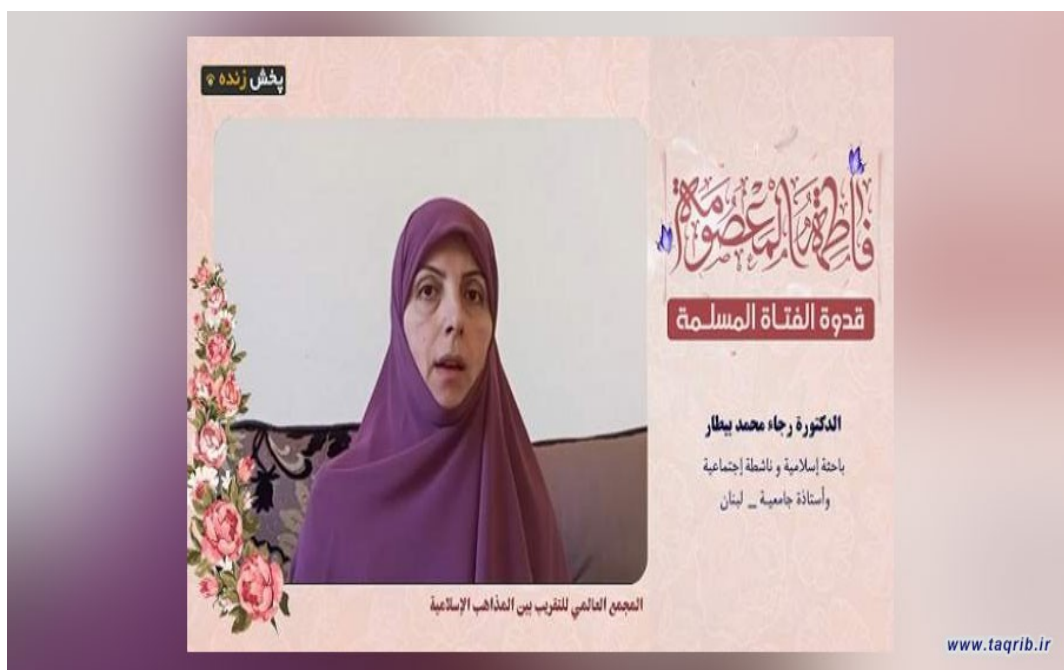 پخش زنده
فاطمة المعصومة
قدوة الفتاة المسلمة
الدكتورة رجاء محمد بيطار
باحثة إسلامية و ناشطة إجتماعية
وأستاذة جامعية _ لبنان
المجمع العالمي للتقريب بين المذاهب الإسلامية
www.taqrib.ir